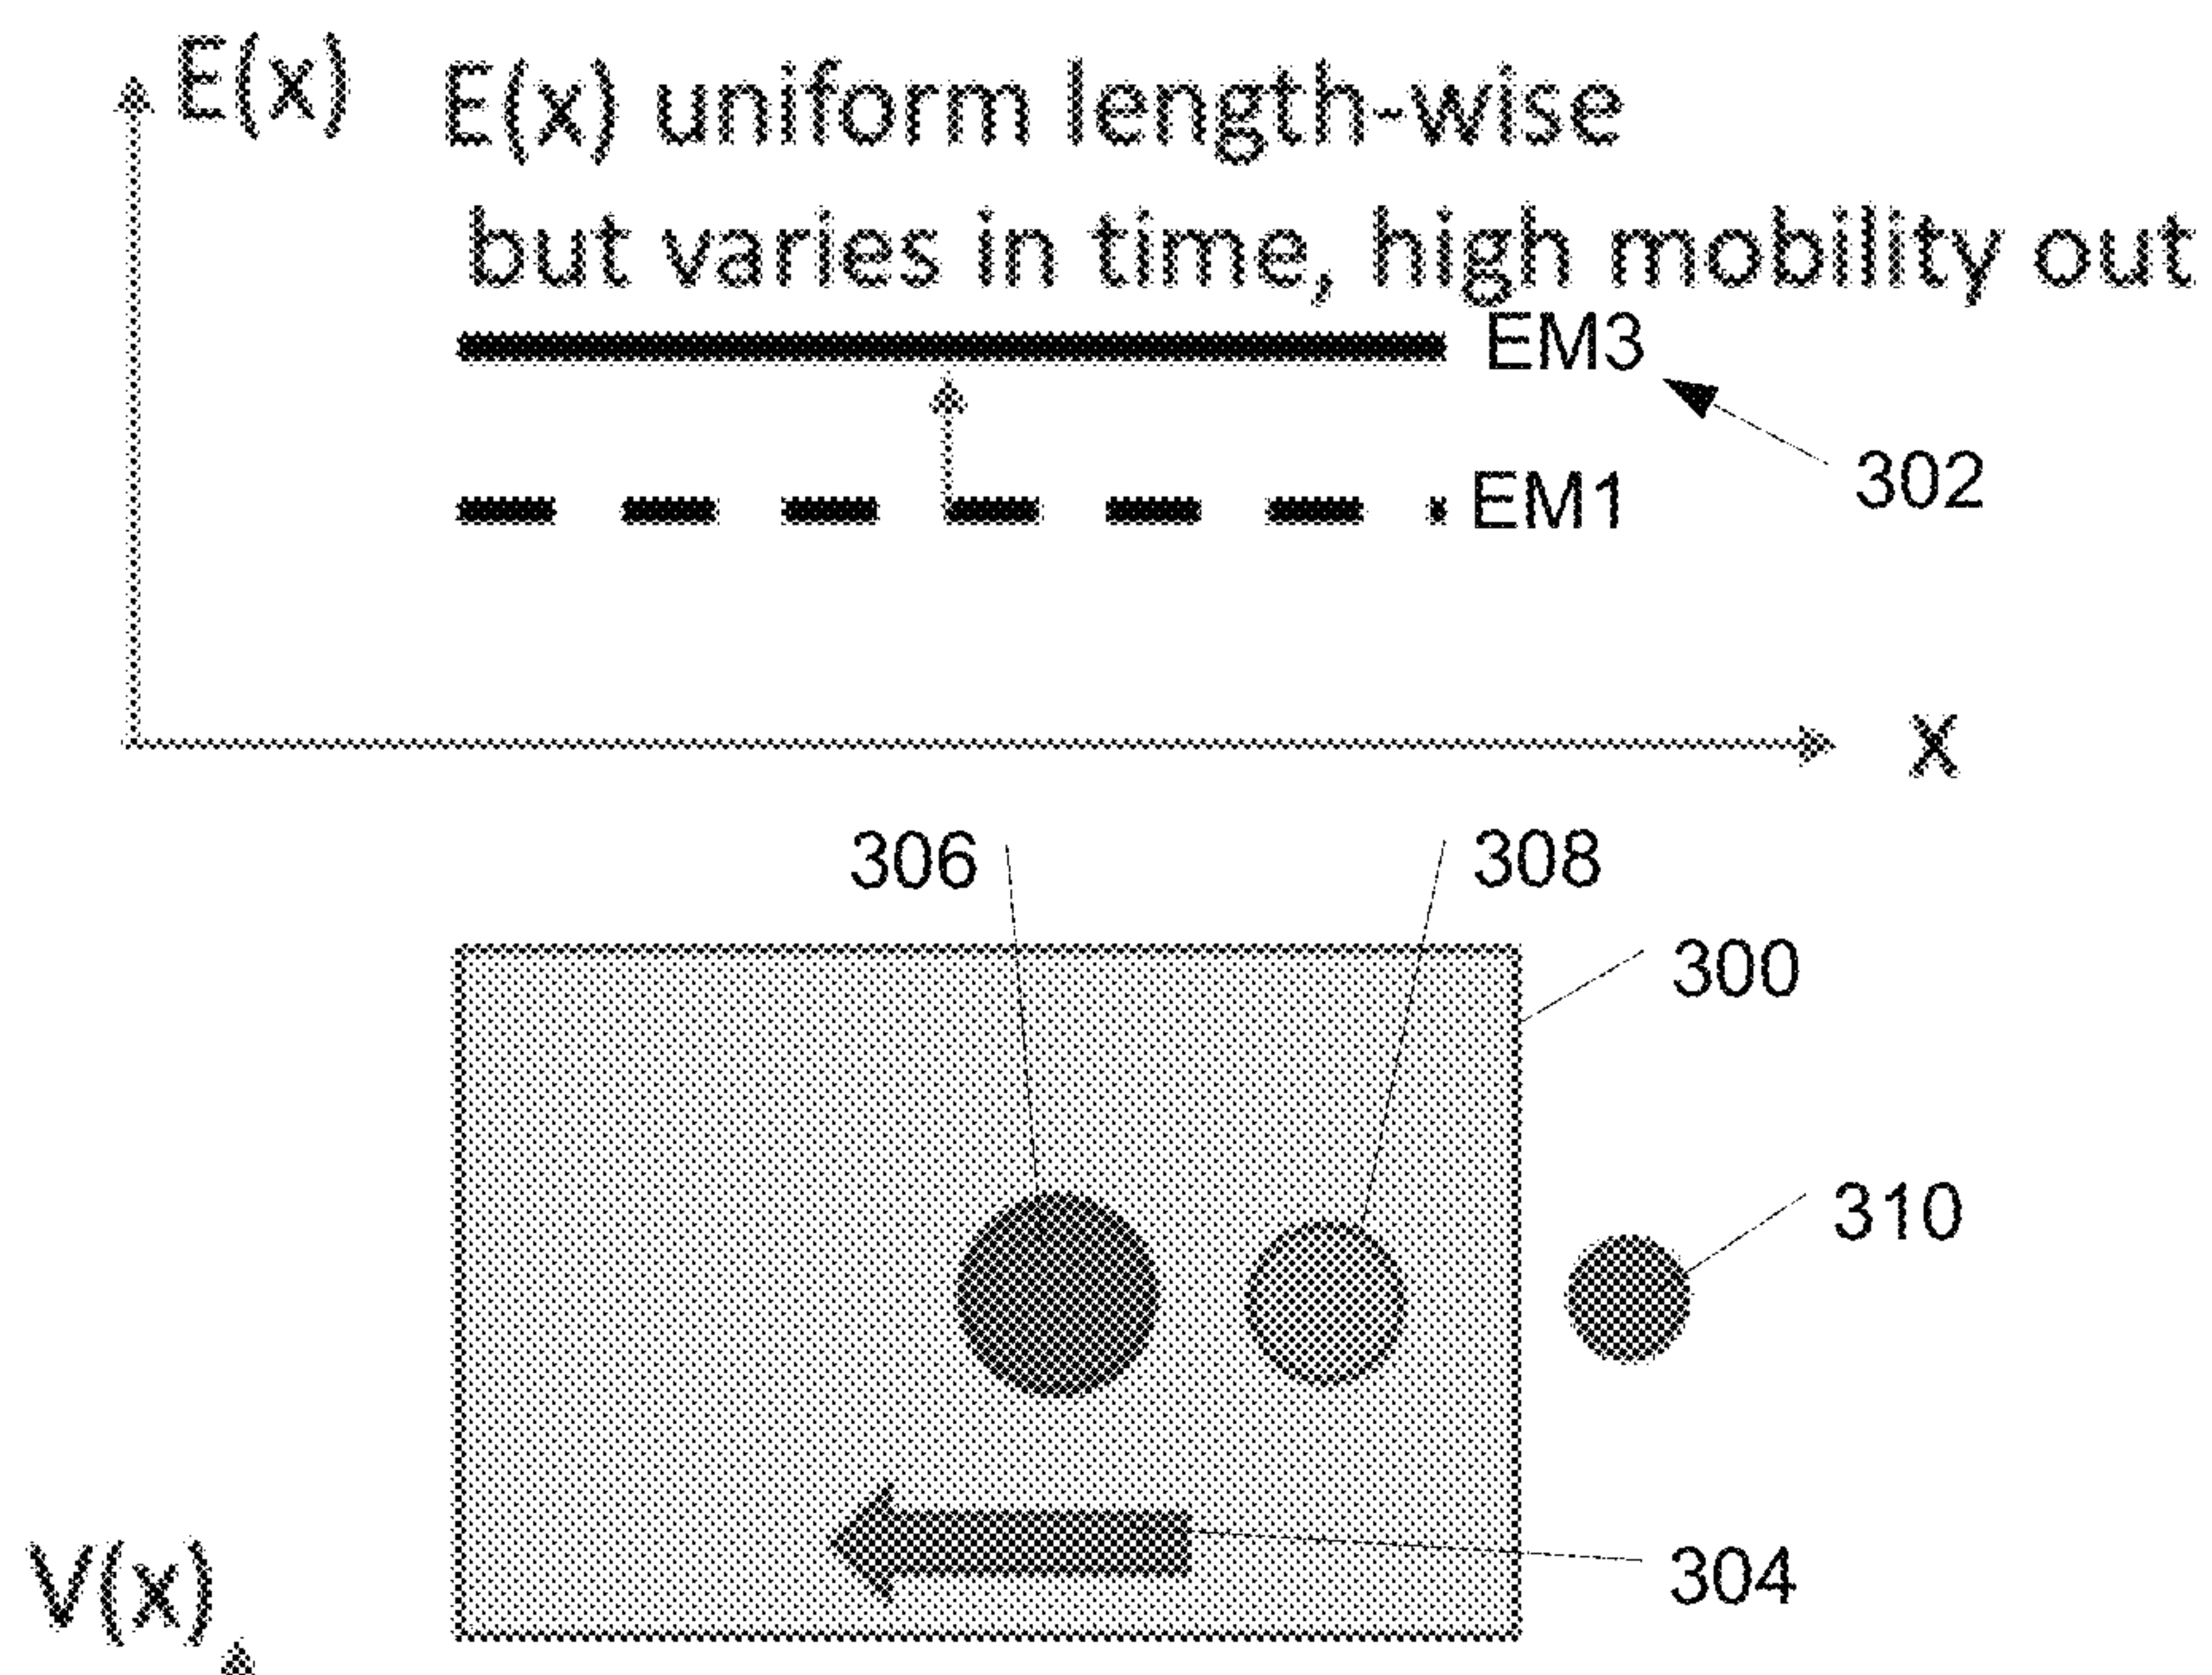 E(x)
E(x) uniform length-wise
but varies in time, high mobility out
EM3
302
EM1
X
306
308
300
310
304
V(x)